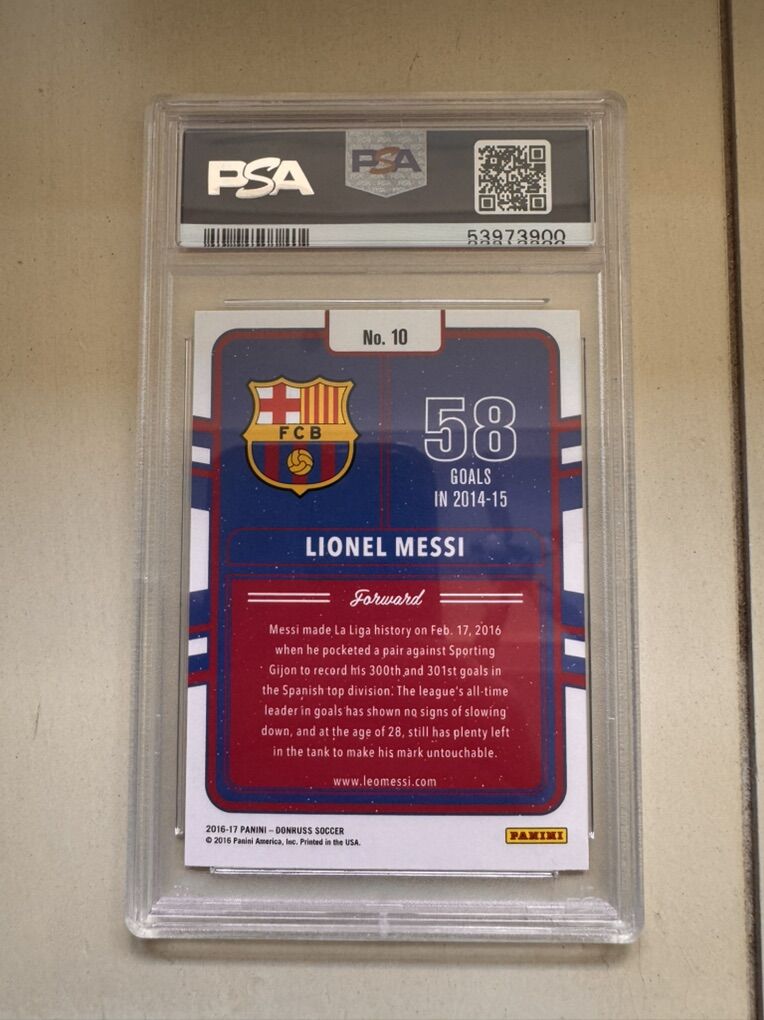 PSA
PSA
53973900
No. 10
FCB
58
GOALS
IN 2014-15
LIONEL MESSI
Forward
Messi made La Liga history on Feb. 17, 2016
when he pocketed a pair against Sporting
Gijon to record his 300th and 301st goals in
the Spanish top division. The league's all-time
leader in goals has shown no signs of slowing
down, and at the age of 28, still has plenty left
in the tank to make his mark untouchable.
www.leomessi.com
2016-17 PANINI – DONRUSS SOCCER
© 2016 Panini America, Inc. Printed in the USA.
PANINI